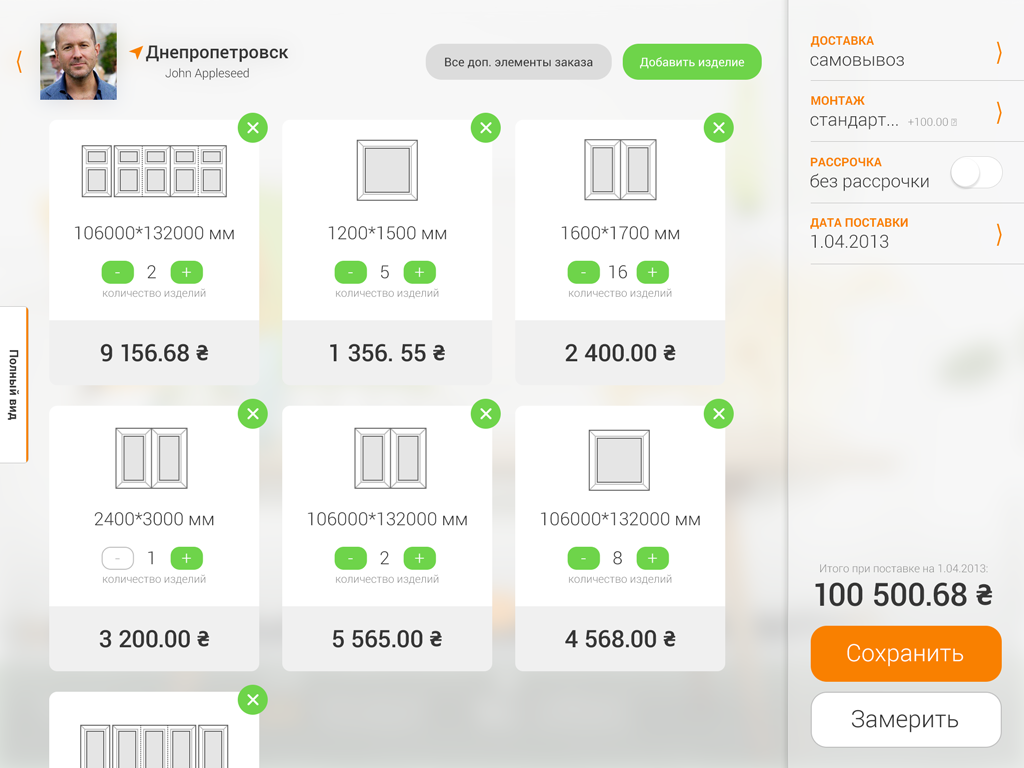 Днепропетровск
John Appleseed
Все доп. элементы заказа
Добавить изделие
106000*132000 мм
- 2 +
количество изделий
9 156.68 ₴
1200*1500 мм
- 5 +
количество изделий
1 356. 55 ₴
1600*1700 мм
- 16 +
количество изделий
2 400.00 ₴
Полный вид
2400*3000 мм
- 1 +
количество изделий
3 200.00 ₴
106000*132000 мм
- 2 +
количество изделий
5 565.00 ₴
106000*132000 мм
- 8 +
количество изделий
4 568.00 ₴
ДОСТАВКА
самовывоз
МОНТАЖ
стандарт... +100.00
РАССРОЧКА
без рассрочки
ДАТА ПОСТАВКИ
1.04.2013
Итого при поставке на 1.04.2013:
100 500.68 ₴
Сохранить
Замерить